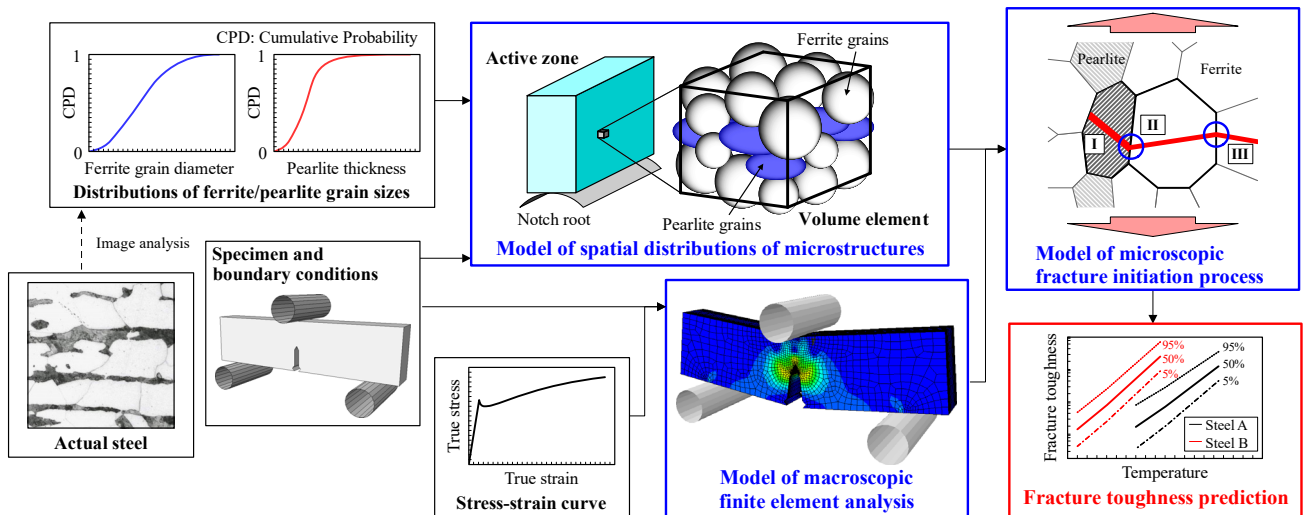 CPD: Cumulative Probability
CPD
Ferrite grain diameter
CPD
Pearlite thickness
Distributions of ferrite/pearlite grain sizes
Image analysis
Actual steel
Specimen and
boundary conditions
True stress
True strain
Stress-strain curve
Active zone
Notch root
Ferrite grains
Pearlite grains
Volume element
Model of spatial distributions of microstructures
Model of macroscopic
finite element analysis
Pearlite
Ferrite
I
II
III
Model of microscopic
fracture initiation process
Fracture toughness
95%
50%
5%
95%
50%
5%
Steel A
Steel B
Temperature
Fracture toughness prediction
1
1
0
0